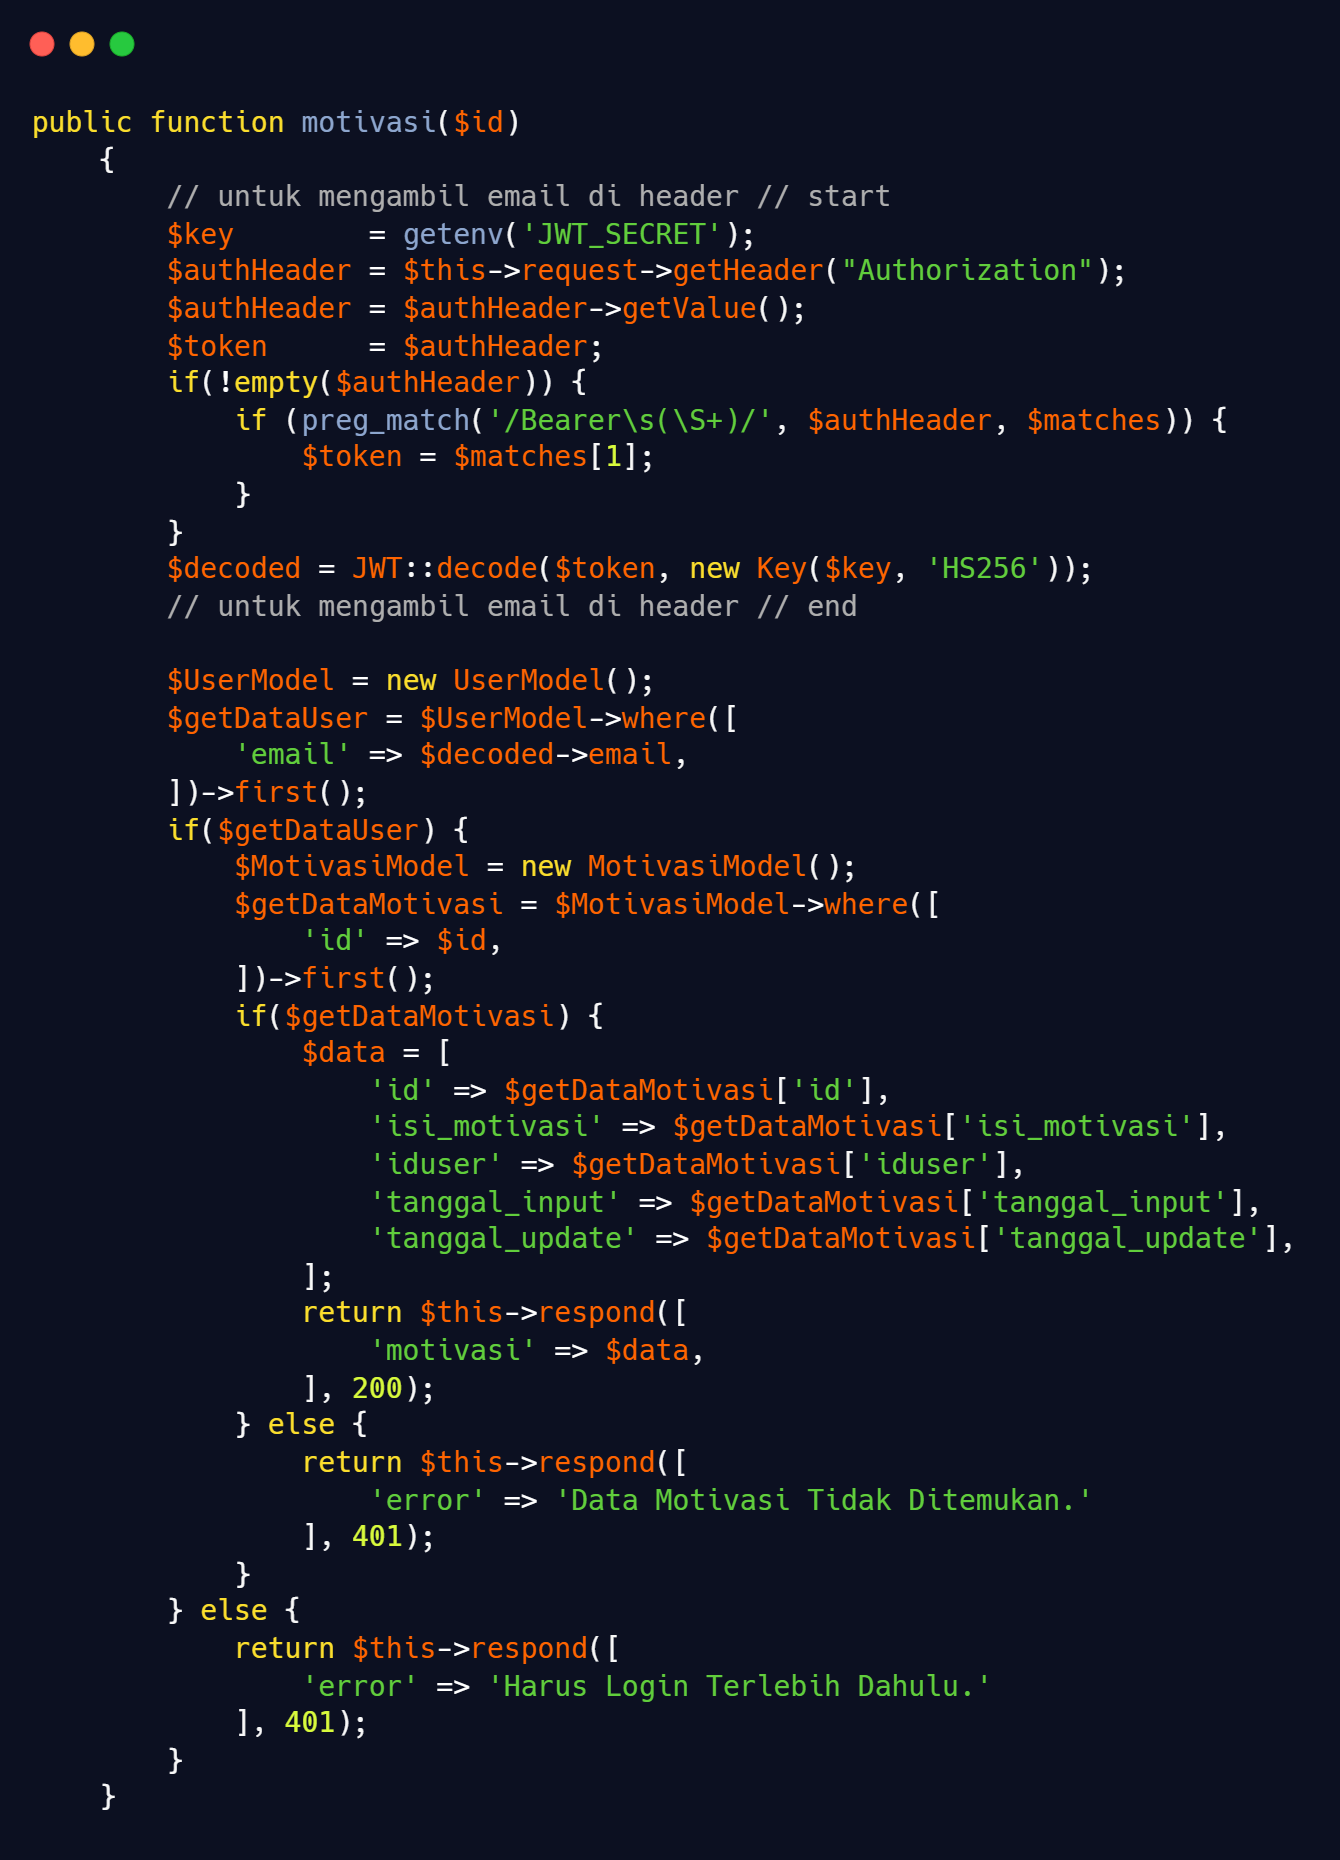 public function motivasi($id)
    {
        // untuk mengambil email di header // start
        $key        = getenv('JWT_SECRET');
        $authHeader = $this->request->getHeader("Authorization");
        $authHeader = $authHeader->getValue();
        $token      = $authHeader;
        if(!empty($authHeader)) {
            if (preg_match('/Bearer\s(\S+)/', $authHeader, $matches)) {
                $token = $matches[1];
            }
        }
        $decoded = JWT::decode($token, new Key($key, 'HS256'));
        // untuk mengambil email di header // end

        $UserModel = new UserModel();
        $getDataUser = $UserModel->where([
            'email' => $decoded->email,
        ])->first();
        if($getDataUser) {
            $MotivasiModel = new MotivasiModel();
            $getDataMotivasi = $MotivasiModel->where([
                'id' => $id,
            ])->first();
            if($getDataMotivasi) {
                $data = [
                    'id' => $getDataMotivasi['id'],
                    'isi_motivasi' => $getDataMotivasi['isi_motivasi'],
                    'iduser' => $getDataMotivasi['iduser'],
                    'tanggal_input' => $getDataMotivasi['tanggal_input'],
                    'tanggal_update' => $getDataMotivasi['tanggal_update'],
                ];
                return $this->respond([
                    'motivasi' => $data,
                ], 200);
            } else {
                return $this->respond([
                    'error' => 'Data Motivasi Tidak Ditemukan.'
                ], 401);
            }
        } else {
            return $this->respond([
                'error' => 'Harus Login Terlebih Dahulu.'
            ], 401);
        }
    }